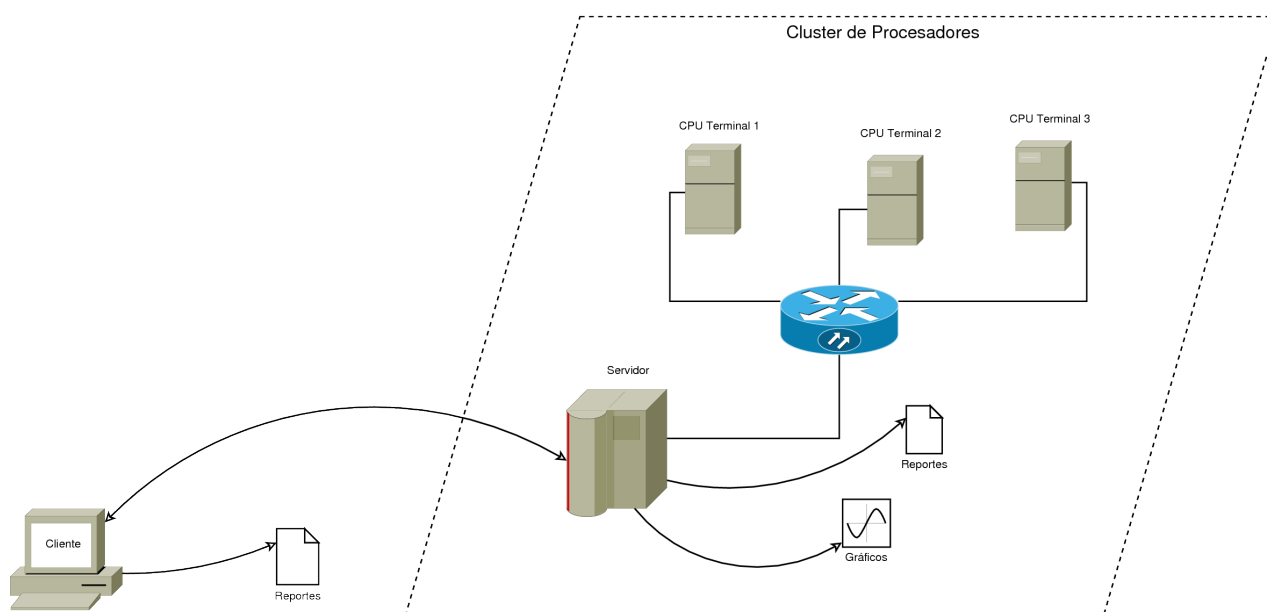 Cluster de Procesadores
CPU Terminal 1
CPU Terminal 2
CPU Terminal 3
Servidor
Reportes
Gráficos
Cliente
Reportes